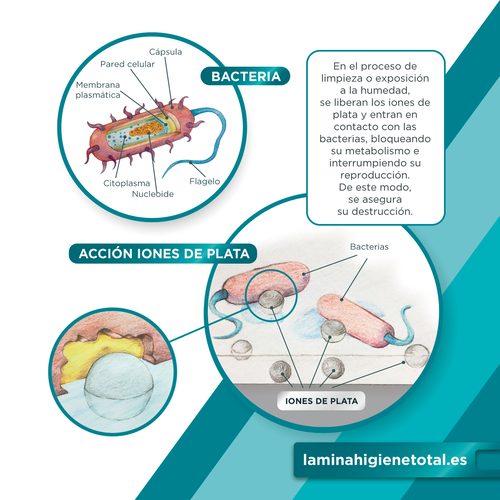 Cápsula
Pared celular
Membrana
plasmática
Citoplasma
Nucleoide
Flagelo
BACTERIA
En el proceso de
limpieza o exposición
a la humedad,
se liberan los iones de
plata y entran en
contacto con las
bacterias, bloqueando
su metabolismo e
interrumpiendo su
reproducción.
De este modo,
se asegura
su destrucción.
ACCIÓN IONES DE PLATA
Bacterias
IONES DE PLATA
laminahigienetotal.es